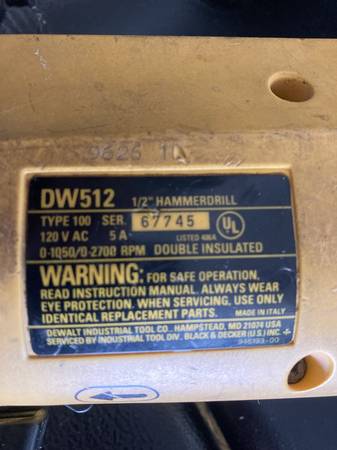 9626 10
DW512 1/2" HAMMERDRILL
TYPE 100 SER. 67745
UL
120 V AC 5 A LISTED 40L6
0-1050/0-2700 RPM DOUBLE INSULATED
WARNING: FOR SAFE OPERATION,
READ INSTRUCTION MANUAL. ALWAYS WEAR
EYE PROTECTION. WHEN SERVICING, USE ONLY
IDENTICAL REPLACEMENT PARTS. MADE IN ITALY
DEWALT INDUSTRIAL TOOL CO., HAMPSTEAD, MD 21074 USA
SERVICED BY INDUSTRIAL TOOL DIV., BLACK & DECKER (U.S.) INC.